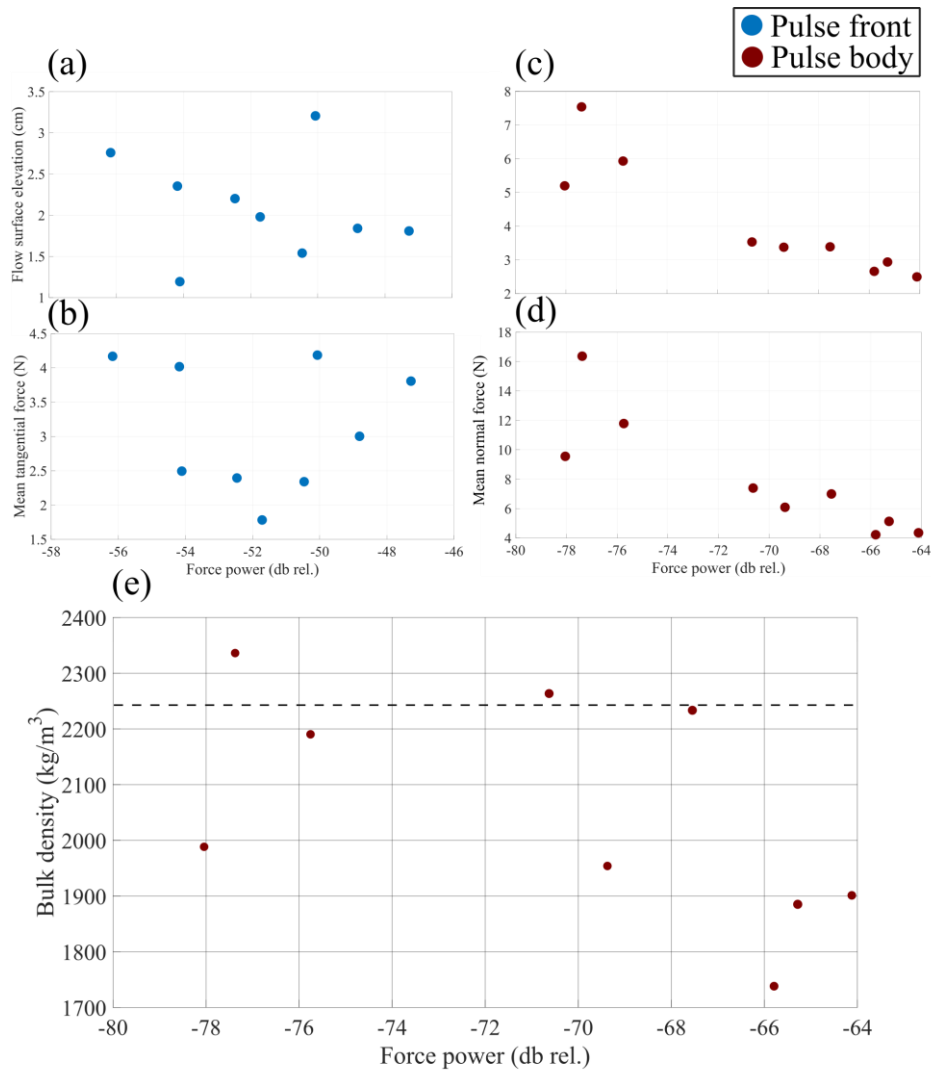 Pulse front
Pulse body
(a)
3.5
3
2.5
2
1.5
1
Flow surface elevation (cm)
(c)
8
7
6
5
4
3
2
(b)
4.5
4
3.5
3
2.5
2
1.5
Mean tangential force (N)
-58 -56 -54 -52 -50 -48 -46
Force power (db rel.)
(d)
18
16
14
12
10
8
6
4
Mean normal force (N)
-80 -78 -76 -74 -72 -70 -68 -66 -64
Force power (db rel.)
(e)
2400
2300
2200
2100
2000
1900
1800
1700
Bulk density (kg/m³)
-80 -78 -76 -74 -72 -70 -68 -66 -64
Force power (db rel.)